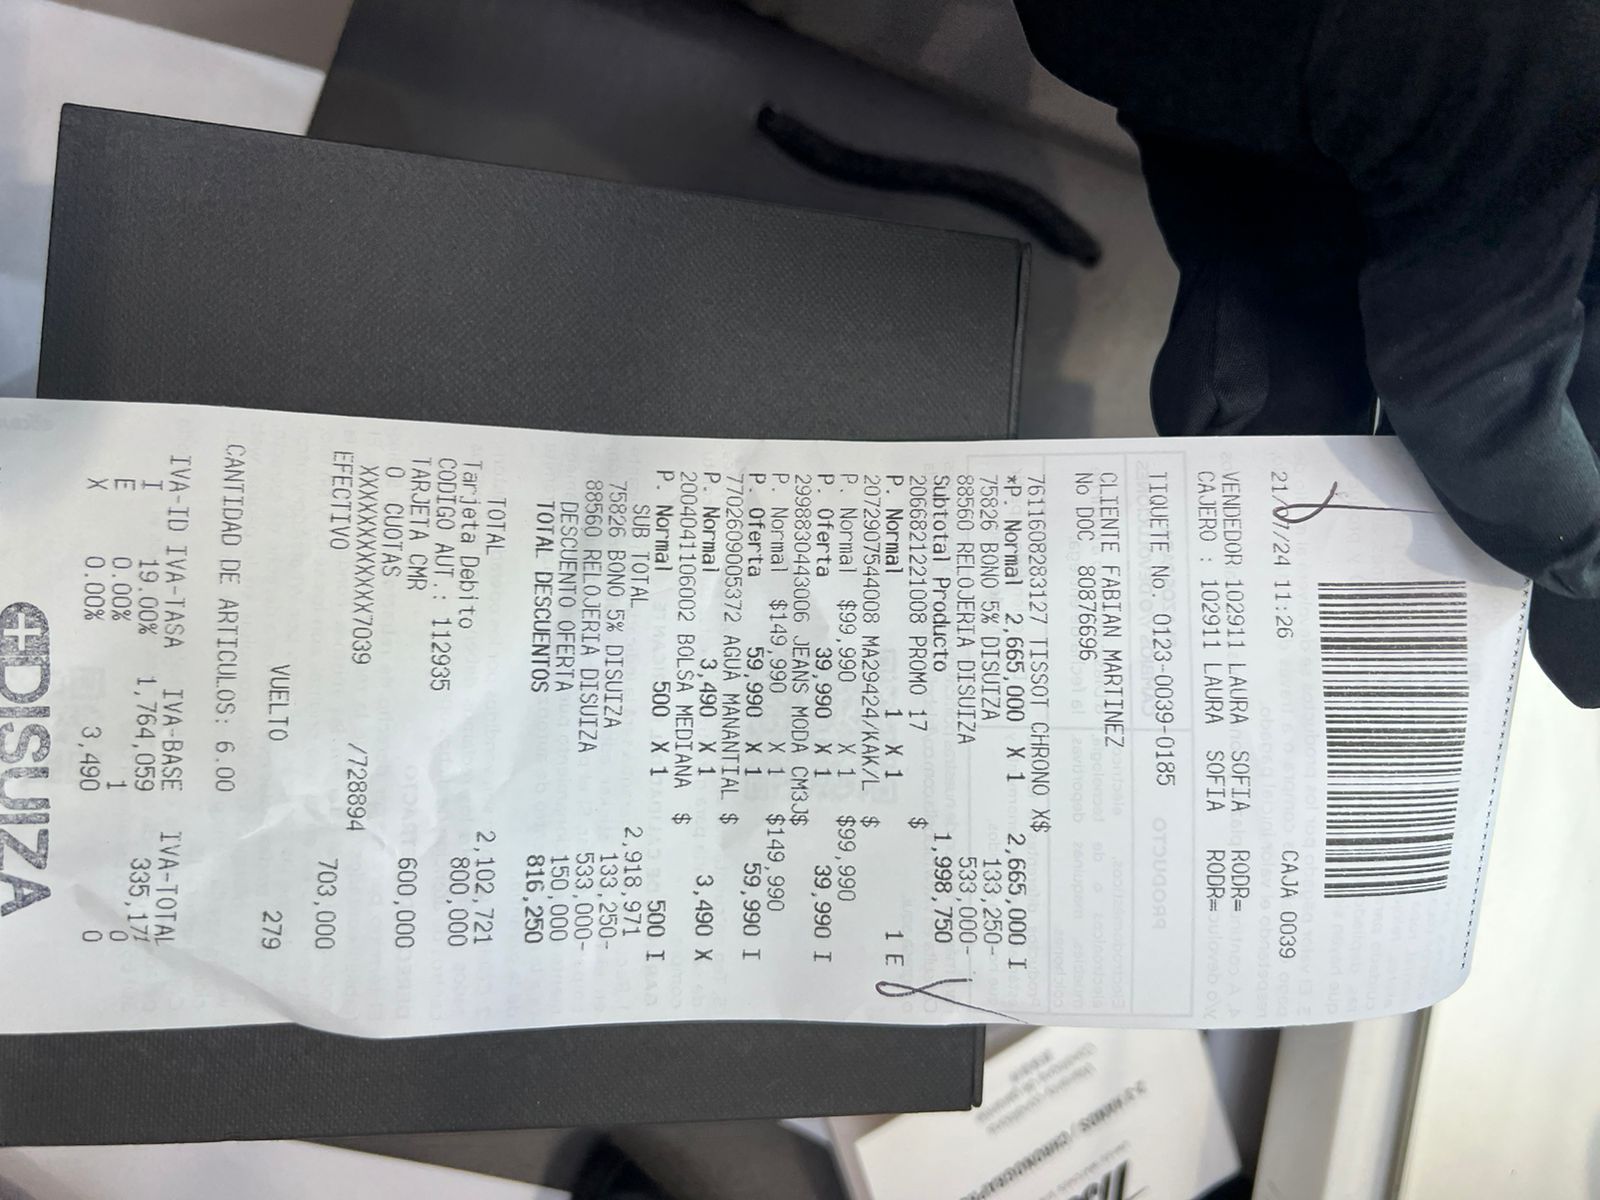 21/ /24 11:26 CAJA 0039
VENDEDOR 102911 LAURA SOFIA RODR=
CAJERO : 102911 LAURA SOFIA RODR=
TIQUETE No. 0123-0039-0185
CLIENTE FABIAN MARTINEZ
No DOC 80876696
7611608283127 TISSOT CHRONO X$
*P. Normal 2,665,000 X 1 2,665,000 I
75826 BONO 5% DISUIZA 133,250-
88560 RELOJERIA DISUIZA 533,000-
Subtotal Producto 1,998,750
2066821221008 PROMO 17 $
P. Normal 1 X 1 1 E
2072907544008 MA29424/KAK/L $
P. Normal $99,990 X 1 $99,990
P. Oferta 39,990 X 1 39,990 I
2998830443006 JEANS MODA CM3J$
P. Normal $149,990 X 1 $149,990
P. Oferta 59,990 X 1 59,990 I
7702609005372 AGUA MANANTIAL $
P. Normal 3,490 X 1 3,490 X
2004041106002 BOLSA MEDIANA $
P. Normal 500 X 1 500 I
SUB TOTAL 2,918,971
75826 BONO 5% DISUIZA 133,250-
88560 RELOJERIA DISUIZA 533,000-
DESCUENTO OFERTA 150,000
TOTAL DESCUENTOS 816,250
TOTAL 2,102,721
Tarjeta Debito 800,000
CODIGO AUT.: 112935
TARJETA CMR 600,000
0 CUOTAS
XXXXXXXXXXXX7039 /728894
EFECTIVO 703,000
VUELTO 279
CANTIDAD DE ARTICULOS: 6.00
IVA-ID IVA-TASA IVA-BASE IVA-TOTAL
I 19.00% 1,764,059 335,171
E 0.00% 1 0
X 0.00% 3,490 0
DISUIZA